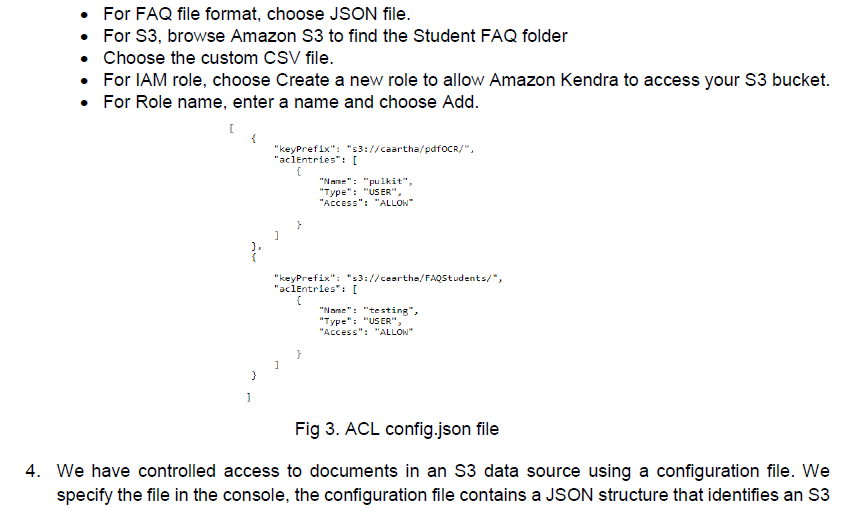 • For FAQ file format, choose JSON file.
• For S3, browse Amazon S3 to find the Student FAQ folder
• Choose the custom CSV file.
• For IAM role, choose Create a new role to allow Amazon Kendra to access your S3 bucket.
• For Role name, enter a name and choose Add.
[
{
"keyPrefix": "s3://caartha/pdfOCR/",
"aclEntries": [
{
"Name": "pulkit",
"Type": "USER",
"Access": "ALLOW"
}
]
},
{
"keyPrefix": "s3://caartha/FAQStudents/",
"aclEntries": [
{
"Name": "testing",
"Type": "USER",
"Access": "ALLOW"
}
]
}
]
Fig 3. ACL config.json file
4. We have controlled access to documents in an S3 data source using a configuration file. We
specify the file in the console, the configuration file contains a JSON structure that identifies an S3